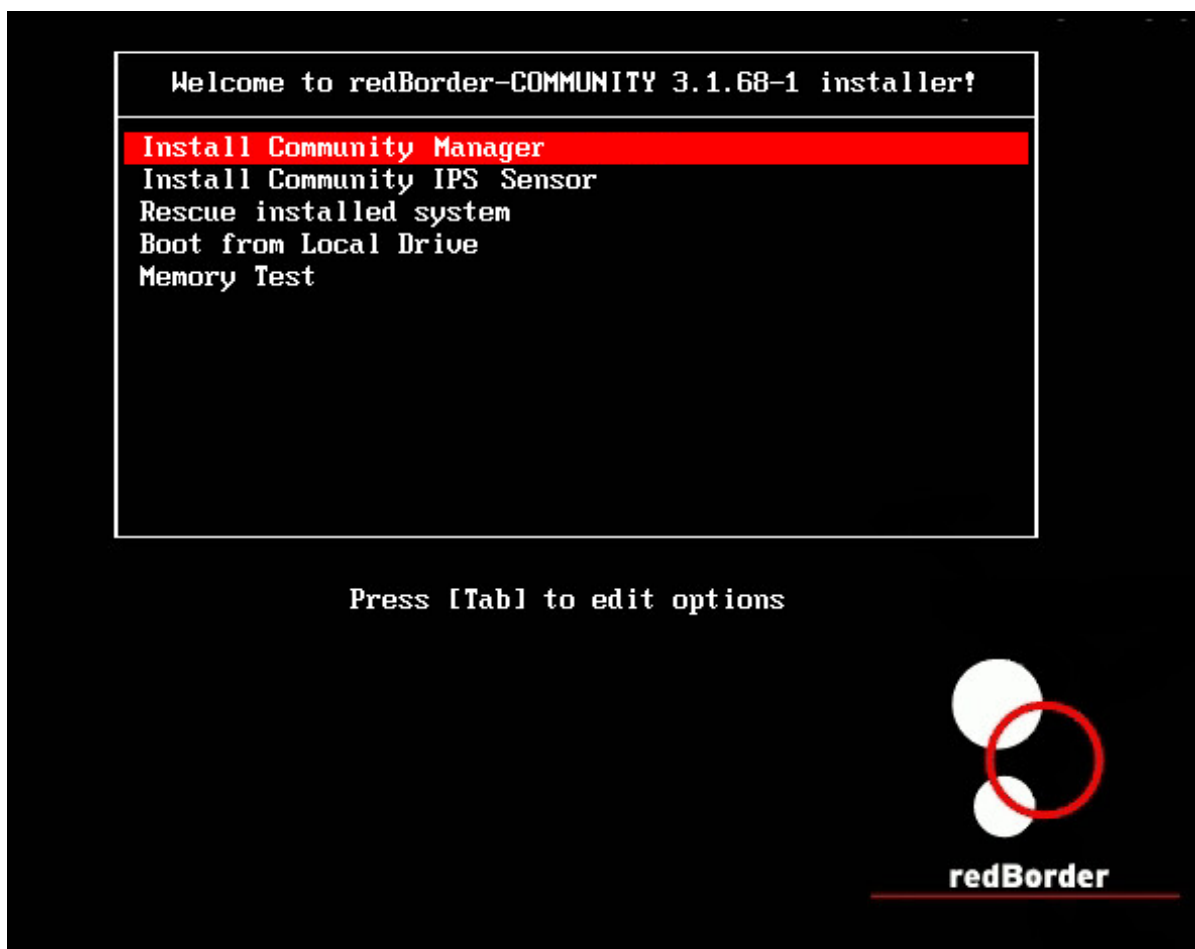 Welcome to redBorder-COMMUNITY 3.1.68-1 installer!
Install Community Manager
Install Community IPS Sensor
Rescue installed system
Boot from Local Drive
Memory Test
Press [Tab] to edit options
redBorder